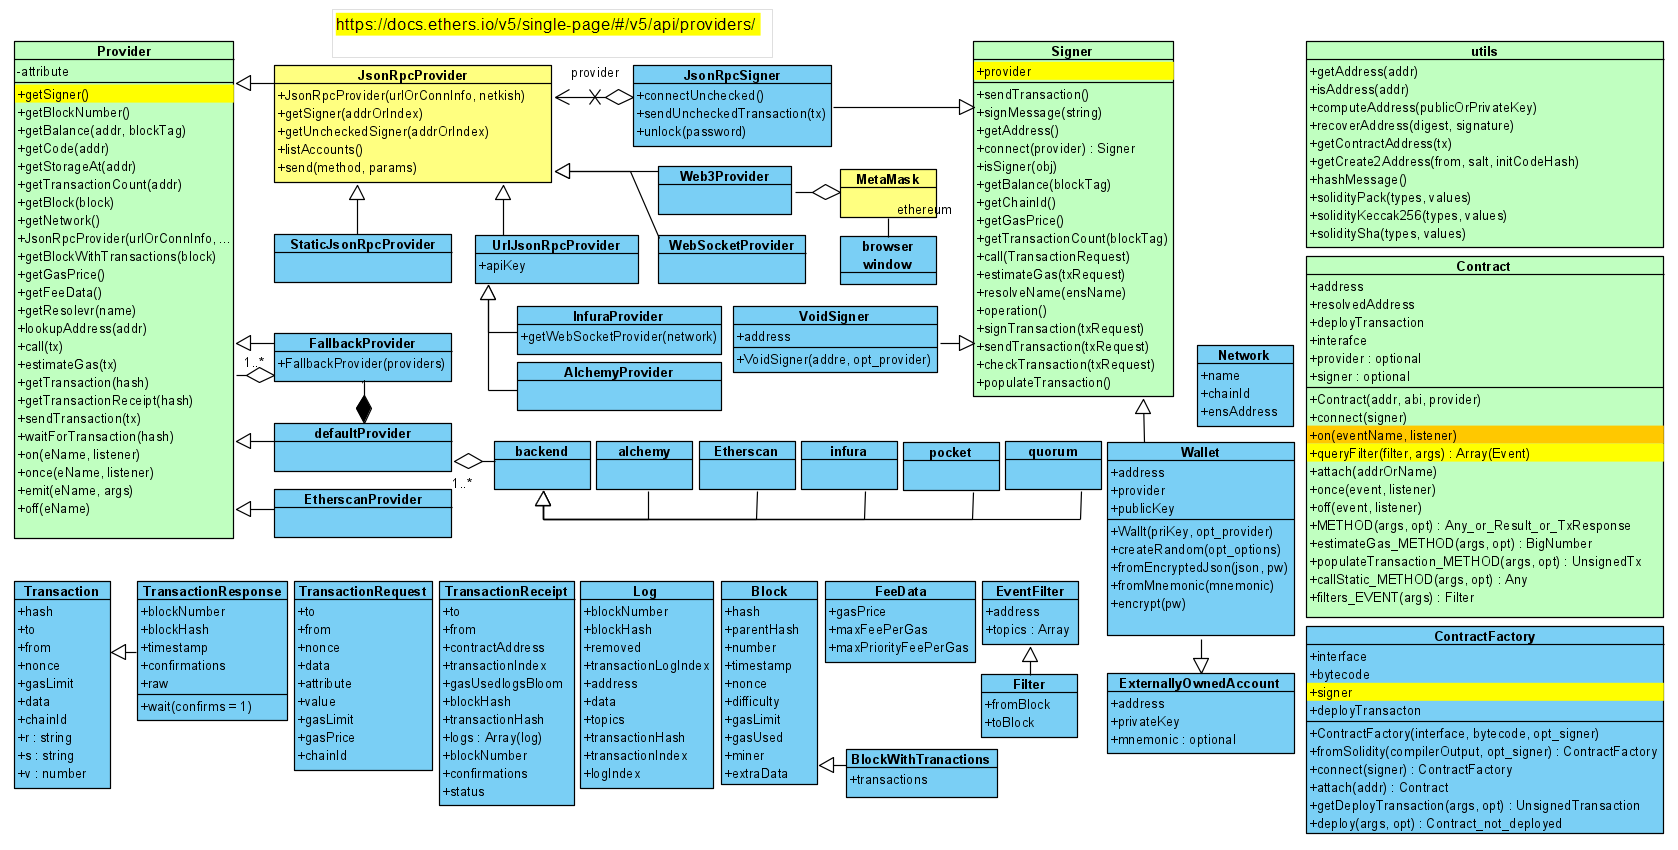 https://docs.ethers.io/v5/single-page/#/v5/api/providers/
Provider
-attribute
+getSigner()
+getBlockNumber()
+getBalance(addr, blockTag)
+getCode(addr)
+getStorageAt(addr)
+getTransactionCount(addr)
+getBlock(block)
+getNetwork()
+JsonRpcProvider(urlOrConnInfo, ...
+getBlockWithTransactions(block)
+getGasPrice()
+getFeeData()
+getResolevr(name)
+lookupAddress(addr)
+call(tx)
+estimateGas(tx)
+getTransaction(hash)
+getTransactionReceipt(hash)
+sendTransaction(tx)
+waitForTransaction(hash)
+on(eName, listener)
+once(eName, listener)
+emit(eName, args)
+off(eName)
JsonRpcProvider
+JsonRpcProvider(urlOrConnInfo, netkish)
+getSigner(addrOrIndex)
+getUncheckedSigner(addrOrIndex)
+listAccounts()
+send(method, params)
provider
JsonRpcSigner
+connectUnchecked()
+sendUncheckedTransaction(tx)
+unlock(password)
Web3Provider
MetaMask
ethereum
StaticJsonRpcProvider
UrlJsonRpcProvider
+apiKey
WebSocketProvider
browser
window
InfuraProvider
+getWebSocketProvider(network)
AlchemyProvider
VoidSigner
+address
+VoidSigner(addre, opt_provider)
FallbackProvider
+FallbackProvider(providers)
1..*
defaultProvider
1..*
EtherscanProvider
backend
alchemy
Etherscan
infura
pocket
quorum
Signer
+provider
+sendTransaction()
+signMessage(string)
+getAddress()
+connect(provider) : Signer
+isSigner(obj)
+getBalance(blockTag)
+getChainId()
+getGasPrice()
+getTransactionCount(blockTag)
+call(TransactionRequest)
+estimateGas(txRequest)
+resolveName(ensName)
+operation()
+signTransaction(txRequest)
+sendTransaction(txRequest)
+checkTransaction(txRequest)
+populateTransaction()
Network
+name
+chainId
+ensAddress
Wallet
+address
+provider
+publicKey
+Wallt(priKey, opt_provider)
+createRandom(opt_options)
+fromEncryptedJson(json, pw)
+fromMnemonic(mnemonic)
+encrypt(pw)
ExternallyOwnedAccount
+address
+privateKey
+mnemonic : optional
utils
+getAddress(addr)
+isAddress(addr)
+computeAddress(publicOrPrivateKey)
+recoverAddress(digest, signature)
+getContractAddress(tx)
+getCreate2Address(from, salt, initCodeHash)
+hashMessage()
+solidityPack(types, values)
+solidityKeccak256(types, values)
+soliditySha(types, values)
Contract
+address
+resolvedAddress
+deployTransaction
+interafce
+provider : optional
+signer : optional
+Contract(addr, abi, provider)
+connect(signer)
+on(eventName, listener)
+queryFilter(filter, args) : Array(Event)
+attach(addrOrName)
+once(event, listener)
+off(event, listener)
+METHOD(args, opt) : Any_or_Result_or_TxResponse
+estimateGas_METHOD(args, opt) : BigNumber
+populateTransaction_METHOD(args, opt) : UnsignedTx
+callStatic_METHOD(args, opt) : Any
+filters_EVENT(args) : Filter
ContractFactory
+interface
+bytecode
+signer
+deployTransacton
+ContractFactory(interface, bytecode, opt_signer)
+fromSolidity(compilerOutput, opt_signer) : ContractFactory
+connect(signer) : ContractFactory
+attach(addr) : Contract
+getDeployTransaction(args, opt) : UnsignedTransaction
+deploy(args, opt) : Contract_not_deployed
Transaction
+hash
+to
+from
+nonce
+gasLimit
+data
+chainId
+r : string
+s : string
+v : number
TransactionResponse
+blockNumber
+blockHash
+timestamp
+confirmations
+raw
+wait(confirms = 1)
TransactionRequest
+to
+from
+nonce
+data
+attribute
+value
+gasLimit
+gasPrice
+chainId
TransactionReceipt
+to
+from
+contractAddress
+transactionIndex
+gasUsedlogsBloom
+blockHash
+transactionHash
+logs : Array(log)
+blockNumber
+confirmations
+status
Log
+blockNumber
+blockHash
+removed
+transactionLogIndex
+address
+data
+topics
+transactionHash
+transactionIndex
+logIndex
Block
+hash
+parentHash
+number
+timestamp
+nonce
+difficulty
+gasLimit
+gasUsed
+miner
+extraData
FeeData
+gasPrice
+maxFeePerGas
+maxPriorityFeePerGas
EventFilter
+address
+topics : Array
Filter
+fromBlock
+toBlock
BlockWithTranactions
+transactions